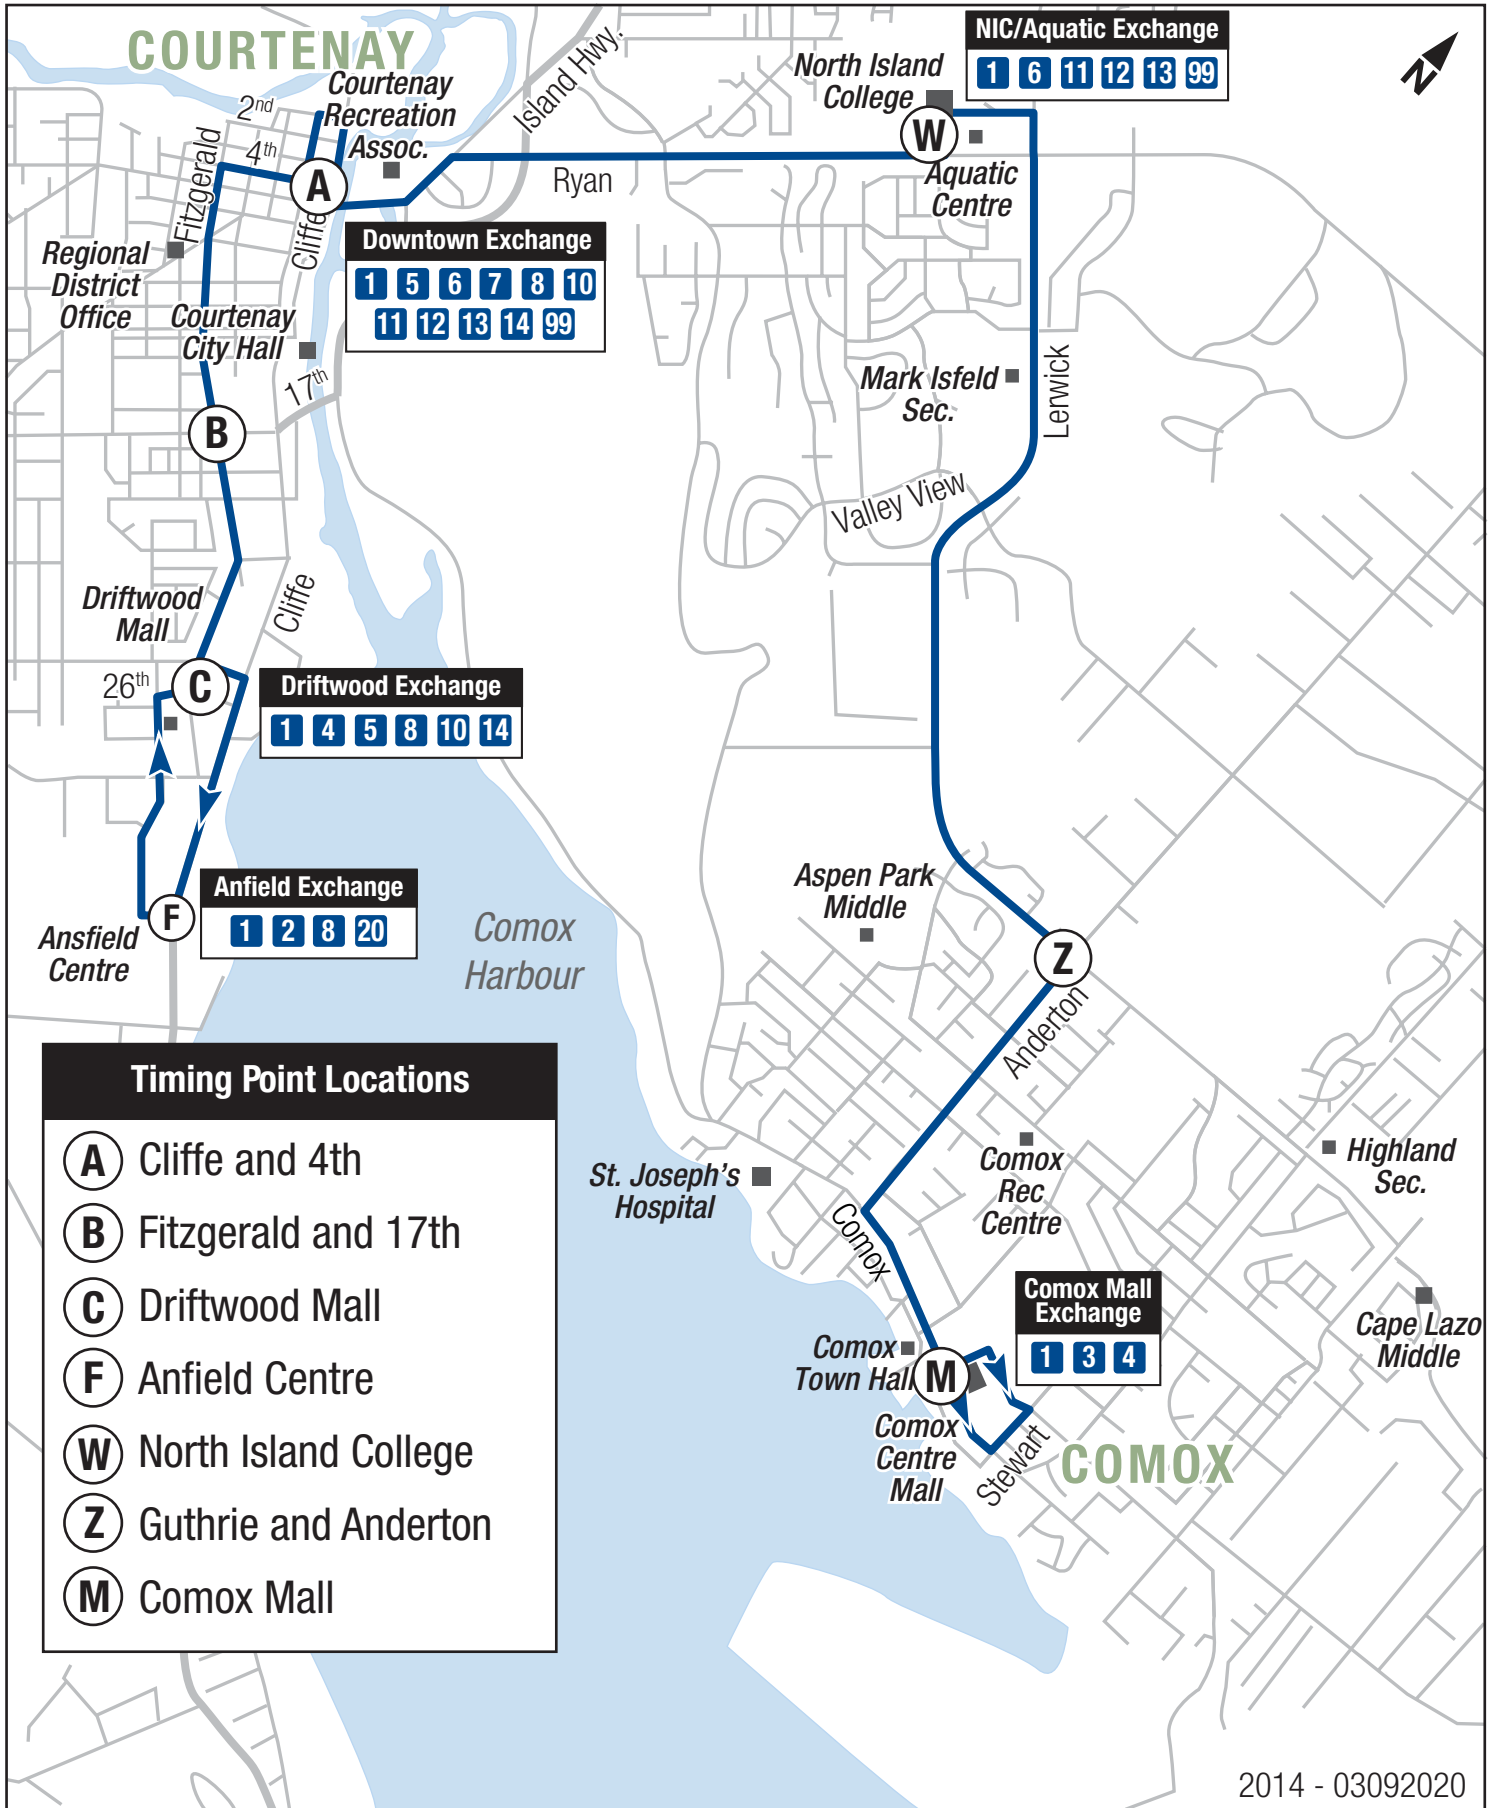 COURTENAY
NIC/Aquatic Exchange
1 6 11 12 13 99
N
North Island
College
Courtenay
Recreation
Assoc.
Island Hwy.
2nd
4th
Fitzgerald
A
W
Ryan
Aquatic
Centre
Cliffe
Downtown Exchange
1 5 6 7 8 10
11 12 13 14 99
Regional
District
Office
Courtenay
City Hall
17th
Mark Isfeld
Sec.
Lerwick
B
Valley View
Driftwood
Mall
Cliffe
26th
C
Driftwood Exchange
1 4 5 8 10 14
Anfield Exchange
1 2 8 20
F
Ansfield
Centre
Comox
Harbour
Aspen Park
Middle
Z
Anderton
Timing Point Locations
A Cliffe and 4th
B Fitzgerald and 17th
C Driftwood Mall
F Anfield Centre
W North Island College
Z Guthrie and Anderton
M Comox Mall
St. Joseph's
Hospital
Comox
Rec
Centre
Highland
Sec.
Comox
Comox Mall
Exchange
1 3 4
Cape Lazo
Middle
Comox
Town Hall
M
Comox
Centre
Mall
Stewart
COMOX
2014 - 03092020